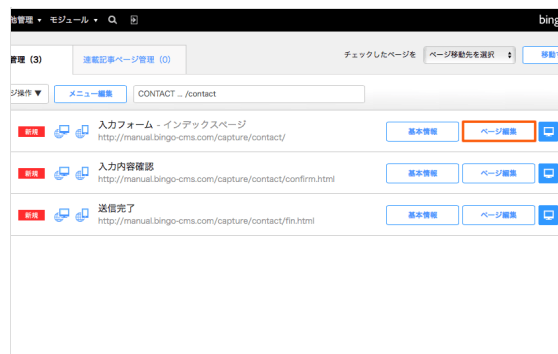 他管理 ▼ モジュール ▼ bing
管理 (3) 連載記事ページ管理 (0) チェックしたページを ページ移動先を選択 移動
ジ操作 ▼ メニュー編集 CONTACT ... /contact
新規 入力フォーム - インデックスページ 基本情報 ページ編集
http://manual.bingo-cms.com/capture/contact/
新規 入力内容確認 基本情報 ページ編集
http://manual.bingo-cms.com/capture/contact/confirm.html
新規 送信完了 基本情報 ページ編集
http://manual.bingo-cms.com/capture/contact/fin.html